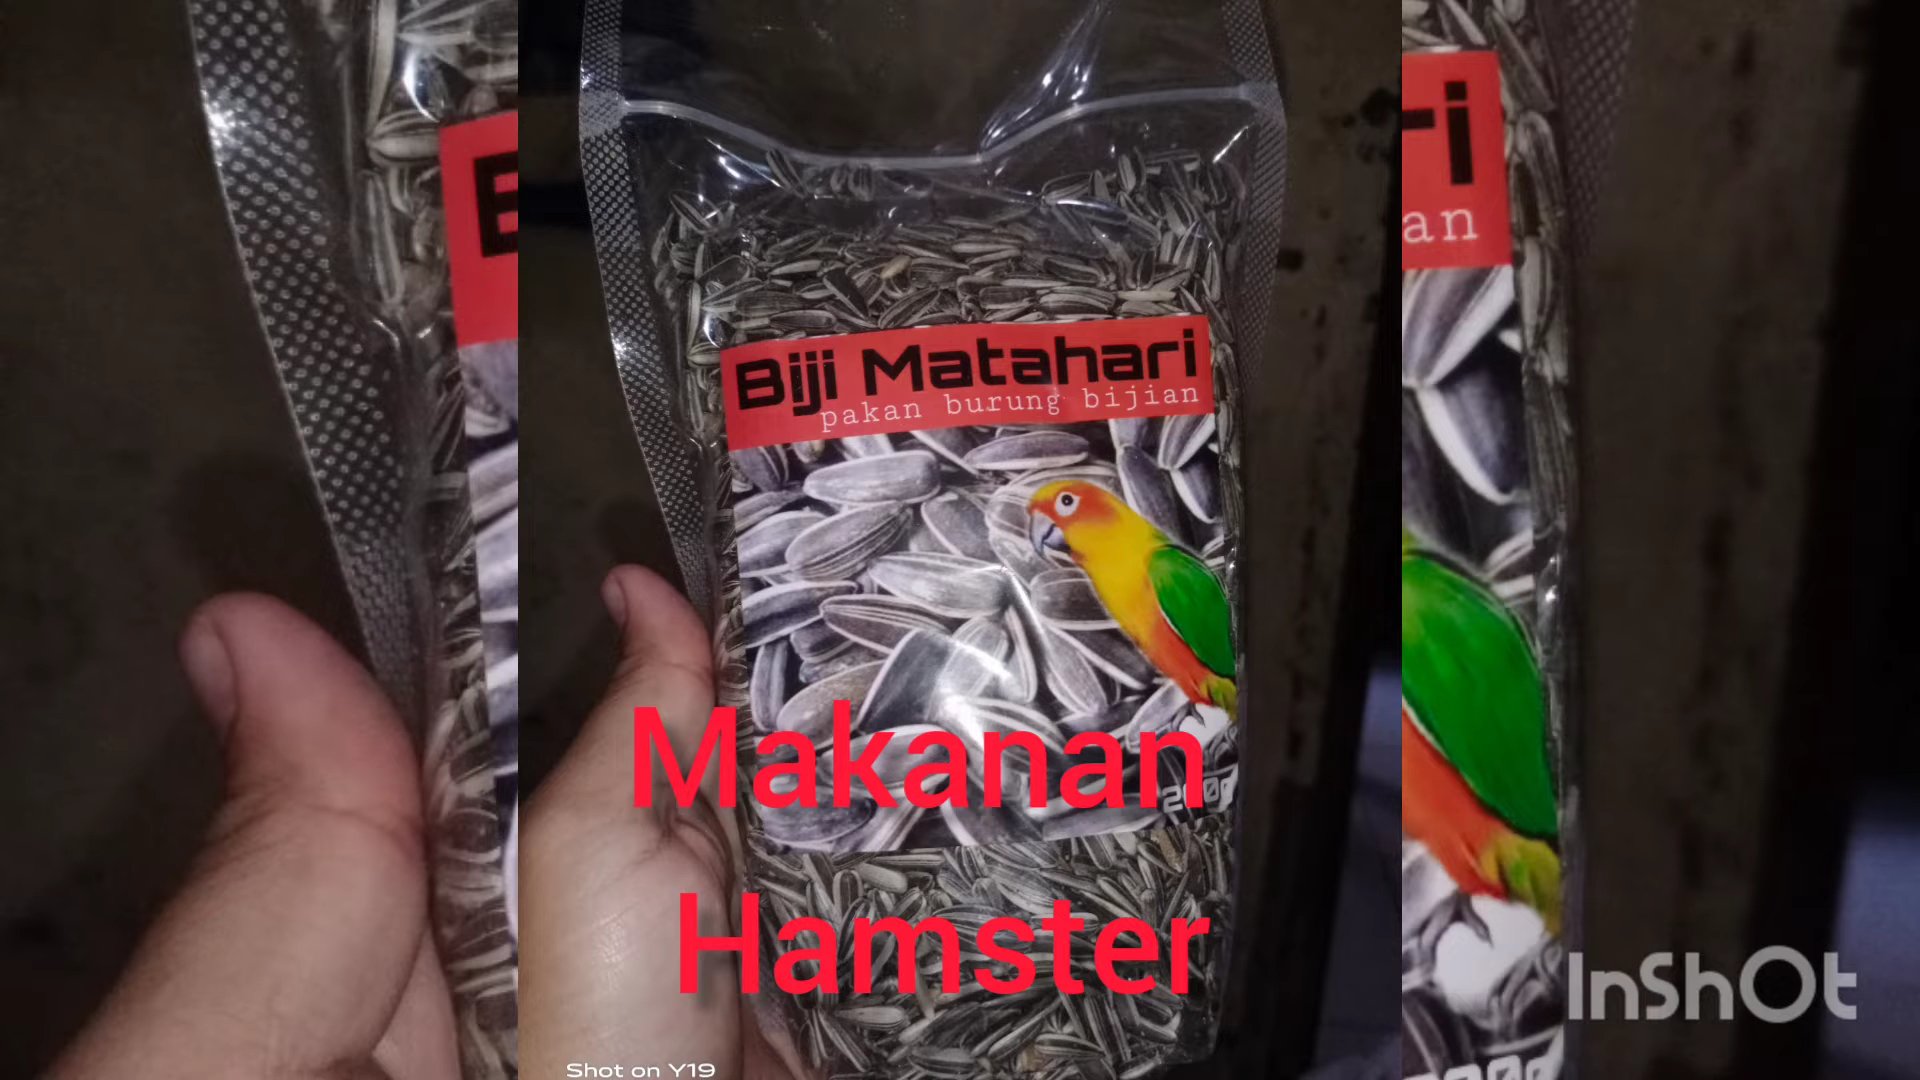 Biji Matahari
pakan burung bijian
Makanan
Hamster
Shot on Y19
InShOt